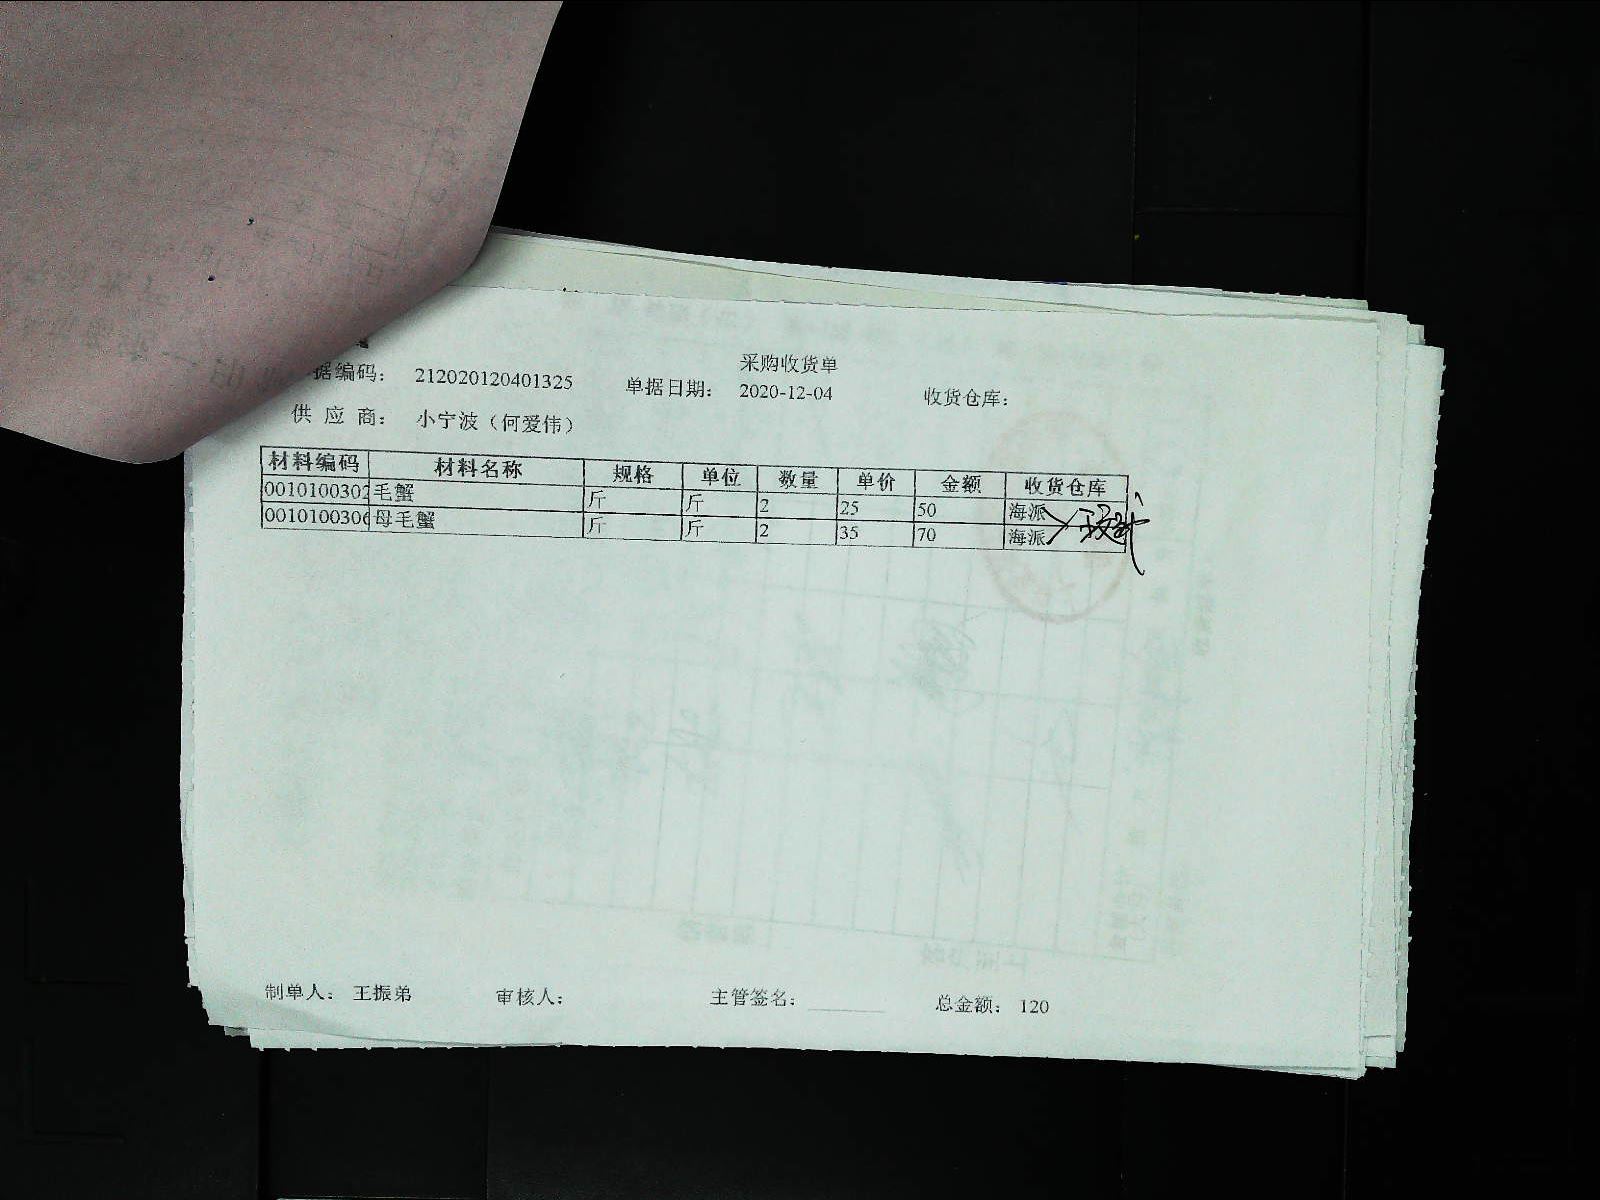 采购收货单
据编码： 212020120401325 单据日期： 2020-12-04 收货仓库：
供 应 商： 小宁波（何爱伟）
材料编码 材料名称 规格 单位 数量 单价 金额 收货仓库
0010100302 毛蟹 斤 斤 2 25 50 海派
0010100306 母毛蟹 斤 斤 2 35 70 海派
制单人： 王振弟 审核人： 主管签名： 总金额： 120